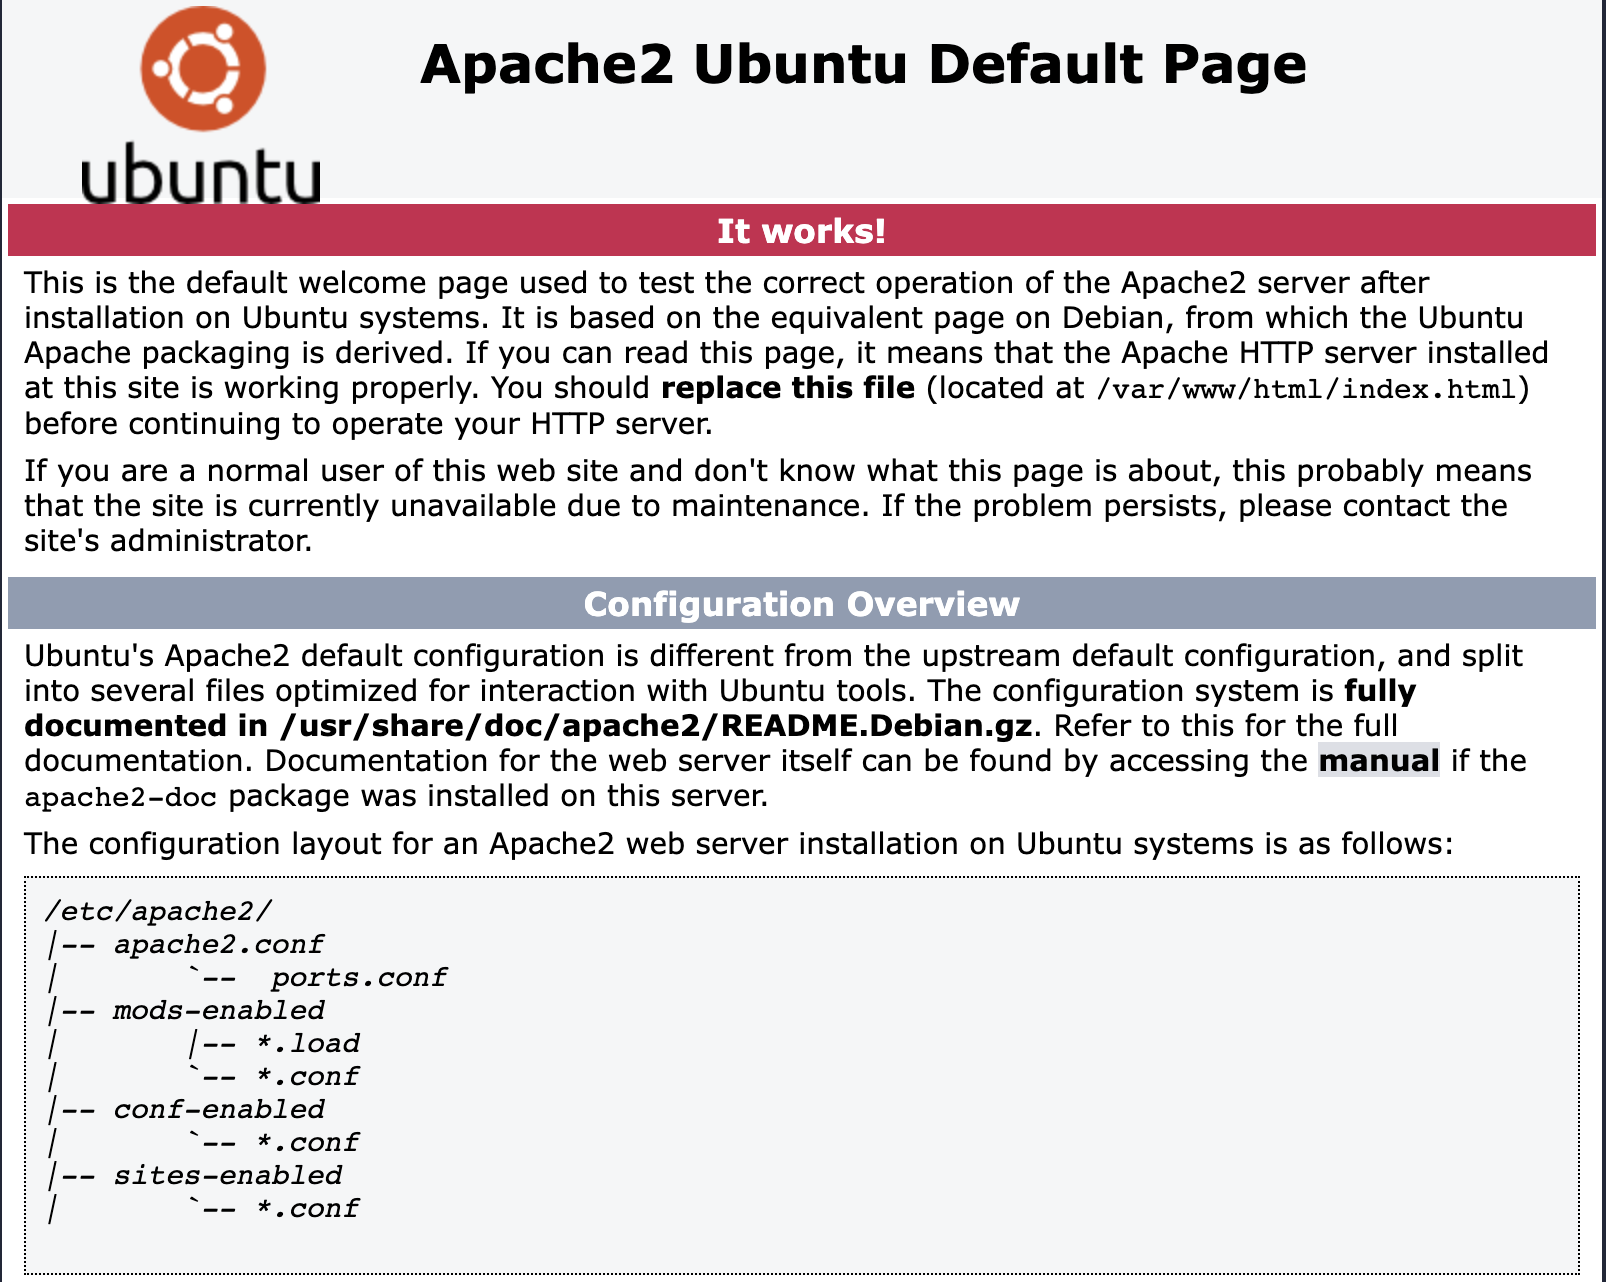 ubuntu
Apache2 Ubuntu Default Page
It works!
This is the default welcome page used to test the correct operation of the Apache2 server after
installation on Ubuntu systems. It is based on the equivalent page on Debian, from which the Ubuntu
Apache packaging is derived. If you can read this page, it means that the Apache HTTP server installed
at this site is working properly. You should replace this file (located at /var/www/html/index.html)
before continuing to operate your HTTP server.
If you are a normal user of this web site and don't know what this page is about, this probably means
that the site is currently unavailable due to maintenance. If the problem persists, please contact the
site's administrator.
Configuration Overview
Ubuntu's Apache2 default configuration is different from the upstream default configuration, and split
into several files optimized for interaction with Ubuntu tools. The configuration system is fully
documented in /usr/share/doc/apache2/README.Debian.gz. Refer to this for the full
documentation. Documentation for the web server itself can be found by accessing the manual if the
apache2-doc package was installed on this server.
The configuration layout for an Apache2 web server installation on Ubuntu systems is as follows:
/etc/apache2/
|-- apache2.conf
|       `--  ports.conf
|-- mods-enabled
|       |-- *.load
|       `-- *.conf
|-- conf-enabled
|       `-- *.conf
|-- sites-enabled
|       `-- *.conf